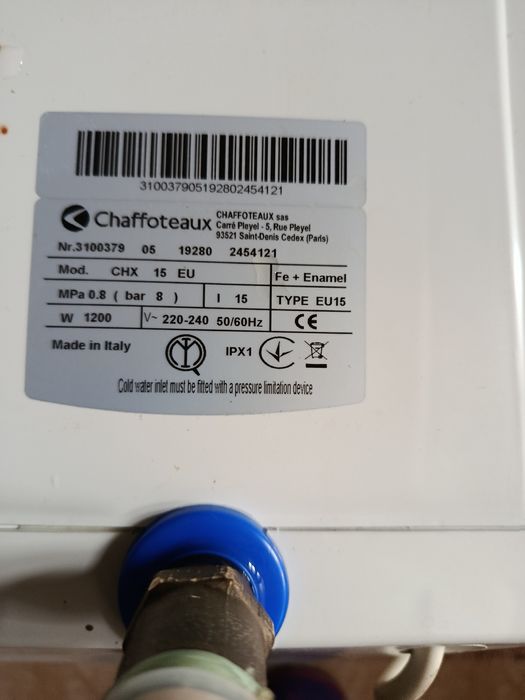 310037905192802454121
Chaffoteaux
CHAFFOTEAUX sas
Carré Pleyel - 5, Rue Pleyel
93521 Saint-Denis Cedex (Paris)
Nr.3100379 05 19280 2454121
Mod. CHX 15 EU Fe + Enamel
MPa 0.8 ( bar 8 ) l 15 TYPE EU15
W 1200 V~ 220-240 50/60Hz CE
Made in Italy IPX1
Cold water inlet must be fitted with a pressure limitation device